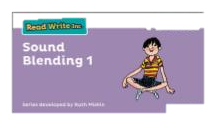 Read Write Inc.
Sound
Blending 1
Series developed by Ruth Miskin